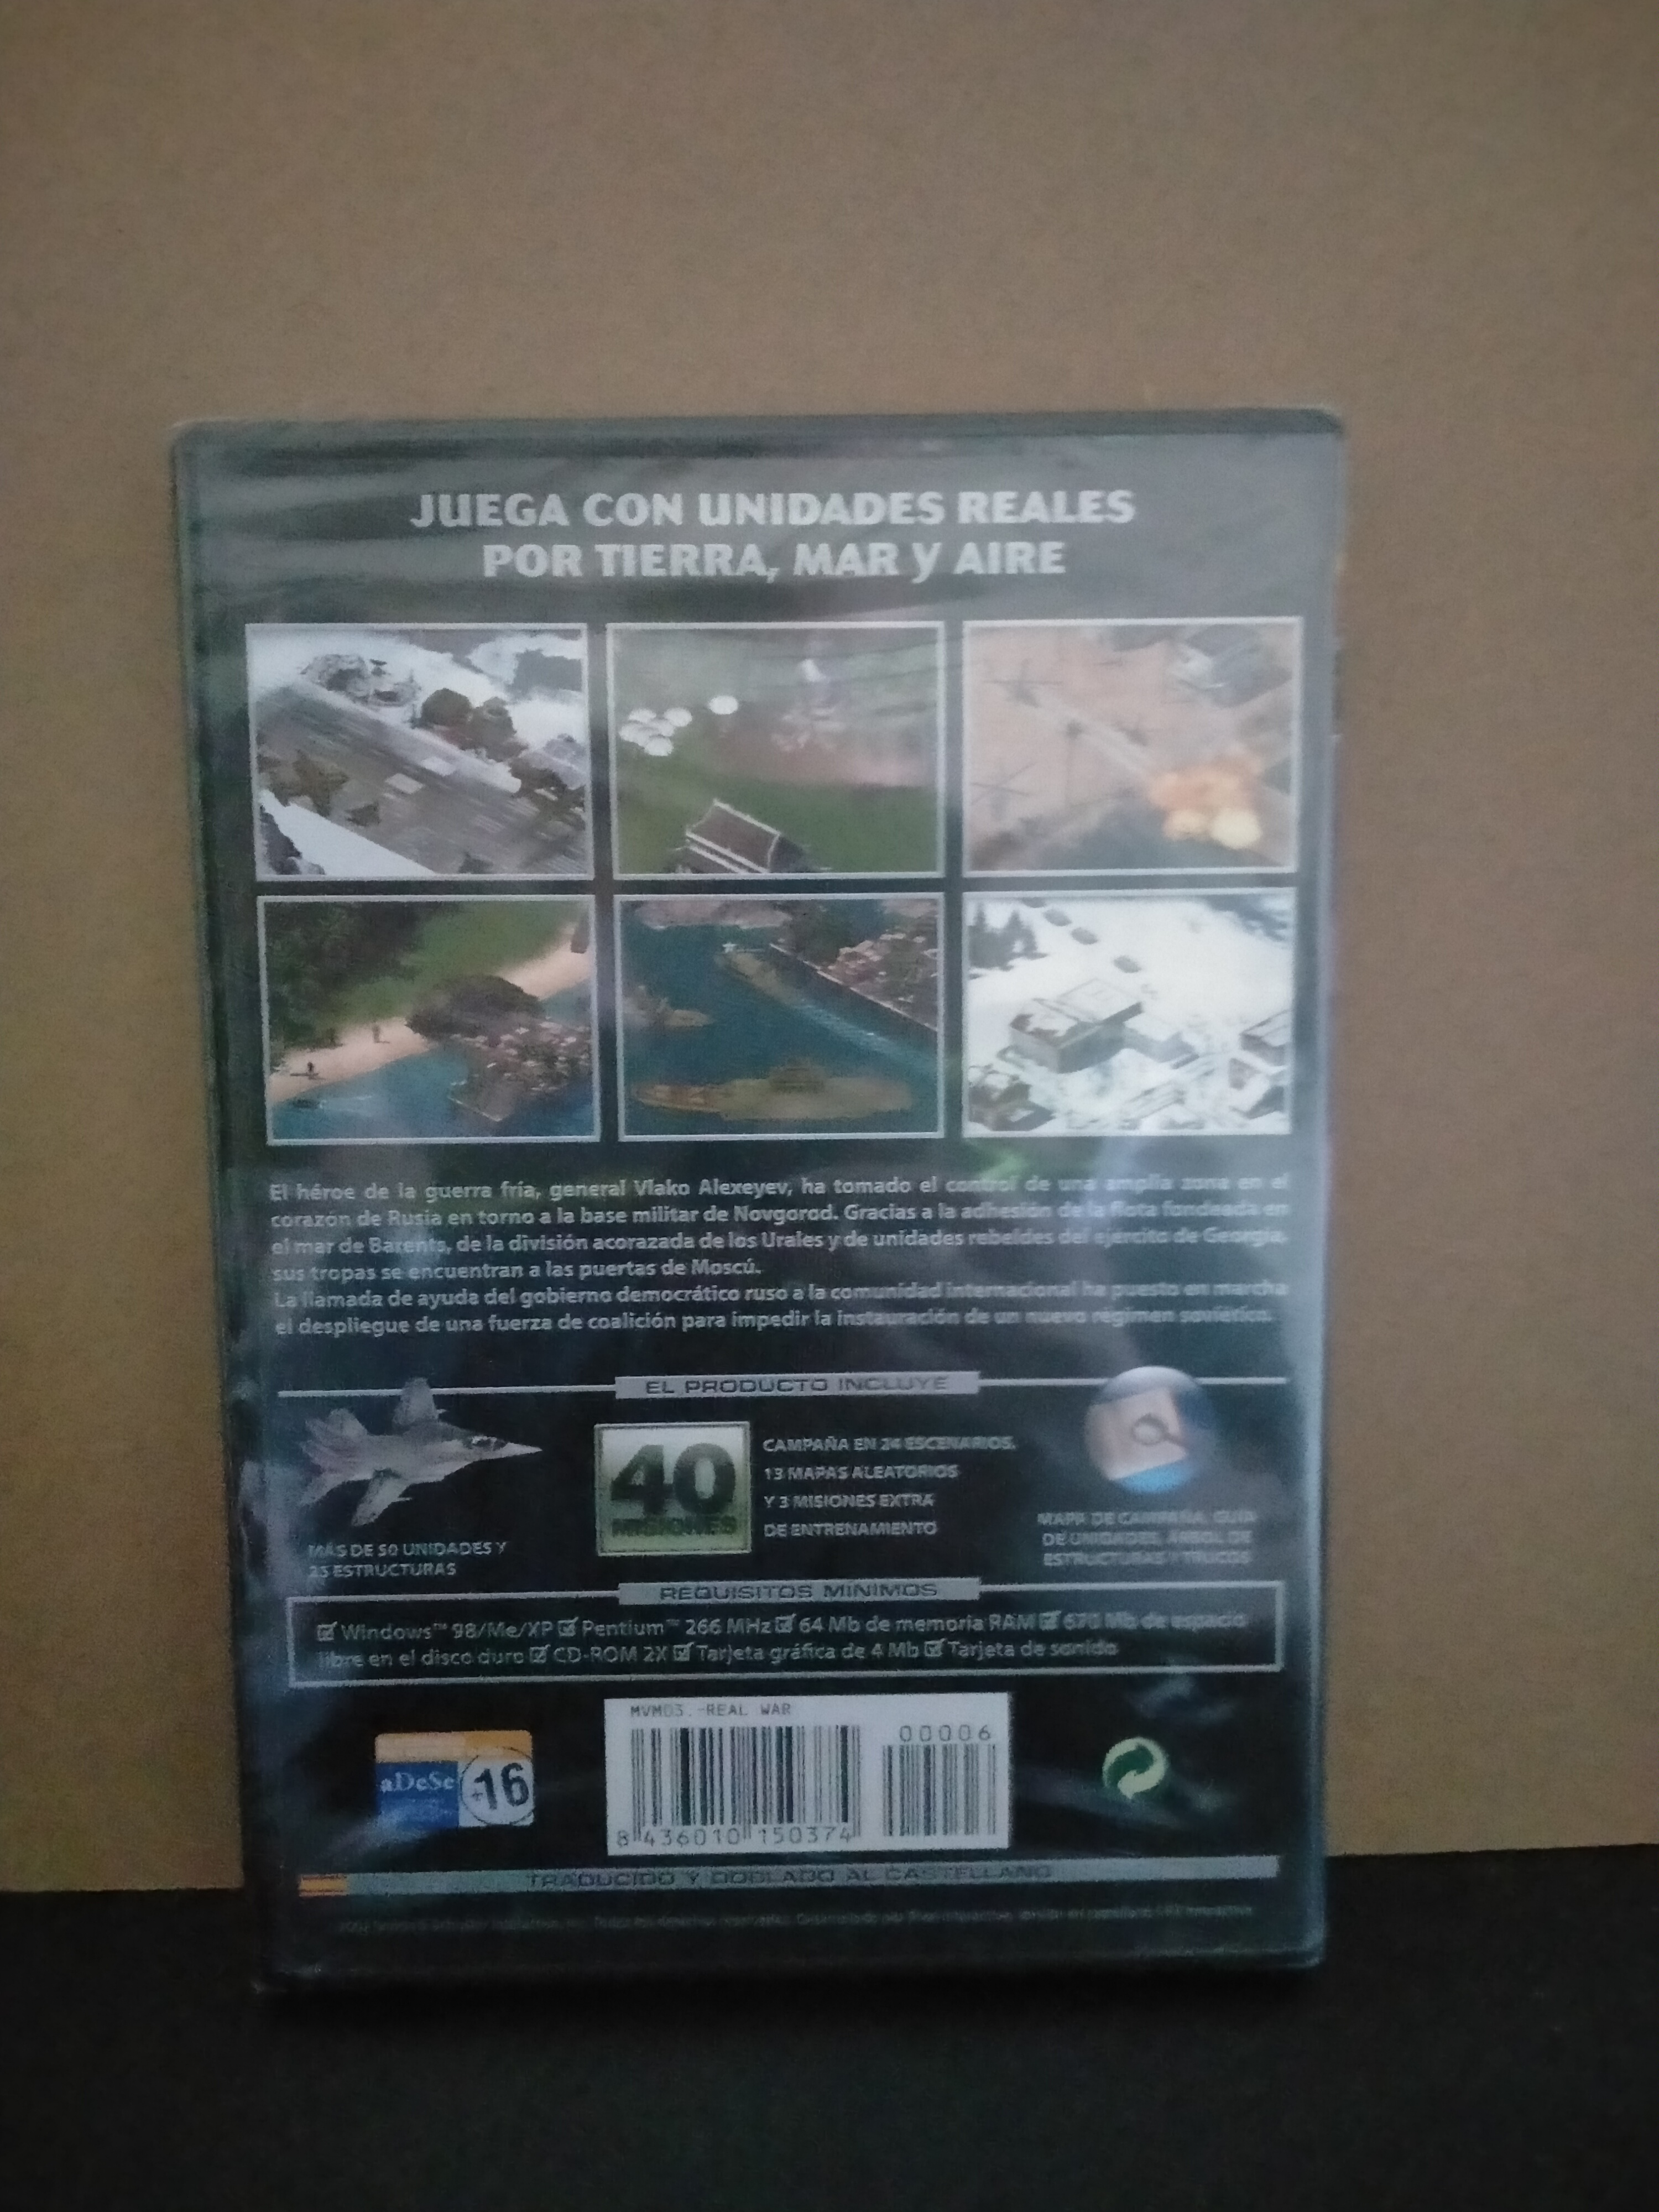 JUEGA CON UNIDADES REALES
POR TIERRA, MAR y AIRE
El héroe de la guerra fría, general Vlako Alexeyev, ha tomado el control de una amplia zona en el
corazón de Rusia en torno a la base militar de Novgorod. Gracias a la adhesión de la flota fondeada en
el mar de Barents, de la división acorazada de los Urales y de unidades rebeldes del ejército de Georgia,
sus tropas se encuentran a las puertas de Moscú.
La llamada de ayuda del gobierno democrático ruso a la comunidad internacional ha puesto en marcha
el despliegue de una fuerza de coalición para impedir la instauración de un nuevo régimen soviético.
EL PRODUCTO INCLUYE
MÁS DE 50 UNIDADES Y
25 ESTRUCTURAS
40
MISIONES
CAMPAÑA EN 24 ESCENARIOS,
13 MAPAS ALEATORIOS
Y 3 MISIONES EXTRA
DE ENTRENAMIENTO
MAPA DE CAMPAÑA, GUIA
DE UNIDADES, ÁRBOL DE
ESTRUCTURAS Y TRUCOS
REQUISITOS MINIMOS
Windows™ 98/Me/XP Pentium™ 266 MHz 64 Mb de memoria RAM 670 Mb de espacio
libre en el disco duro CD-ROM 2X Tarjeta gráfica de 4 Mb Tarjeta de sonido
MVM03.-REAL WAR
00006
8 436010 150374
aDeSe
+16
TRADUCIDO Y DOBLADO AL CASTELLANO